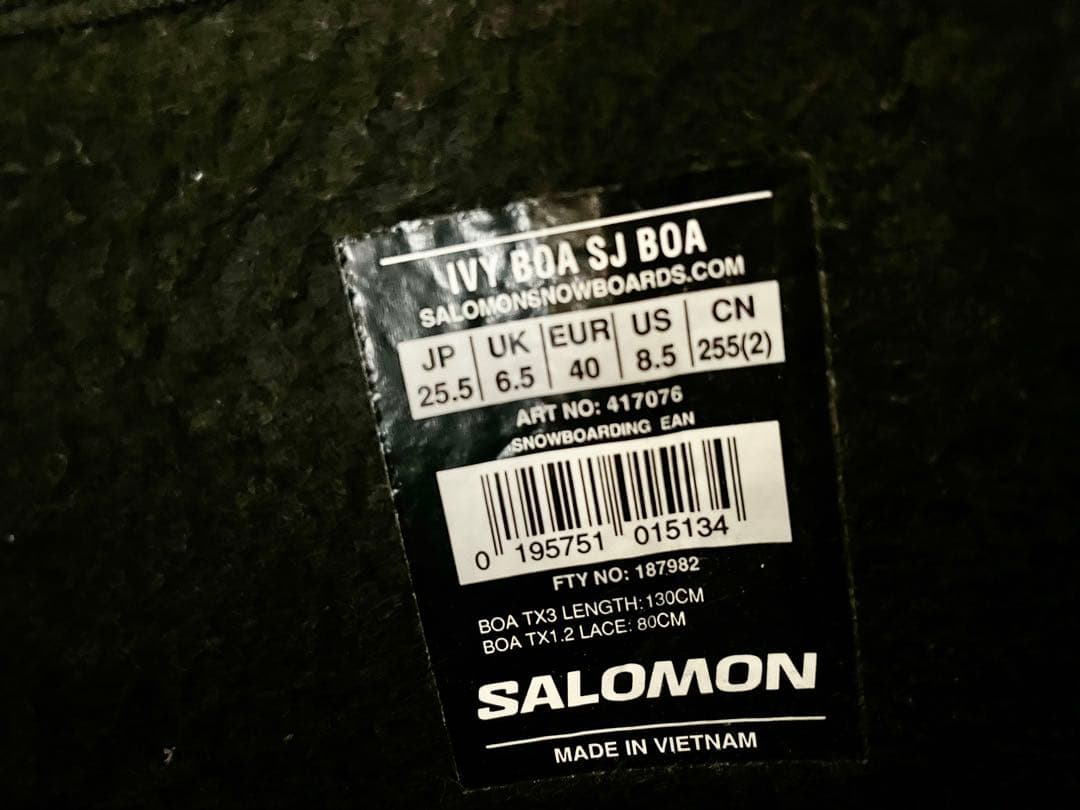 IVY BOA SJ BOA
SALOMONSNOWBOARDS.COM
JP UK EUR US CN
25.5 6.5 40 8.5 255(2)
ART NO: 417076
SNOWBOARDING EAN
0 195751 015134
FTY NO: 187982
BOA TX3 LENGTH: 130CM
BOA TX1.2 LACE: 80CM
SALOMON
MADE IN VIETNAM